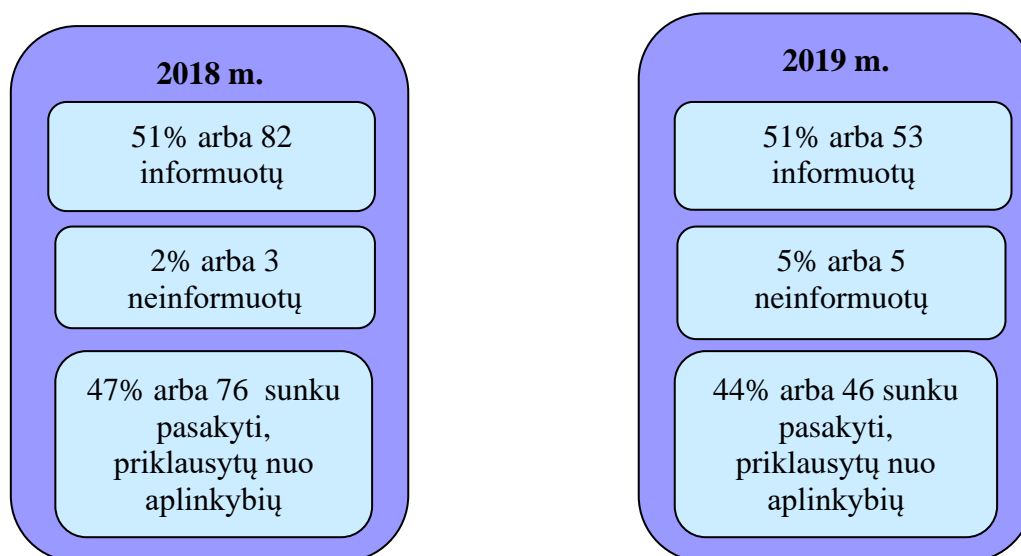 2018 m.
51% arba 82
informuotų
2% arba 3
neinformuotų
47% arba 76  sunku
pasakyti,
priklausytų nuo
aplinkybių
2019 m.
51% arba 53
informuotų
5% arba 5
neinformuotų
44% arba 46 sunku
pasakyti,
priklausytų nuo
aplinkybių